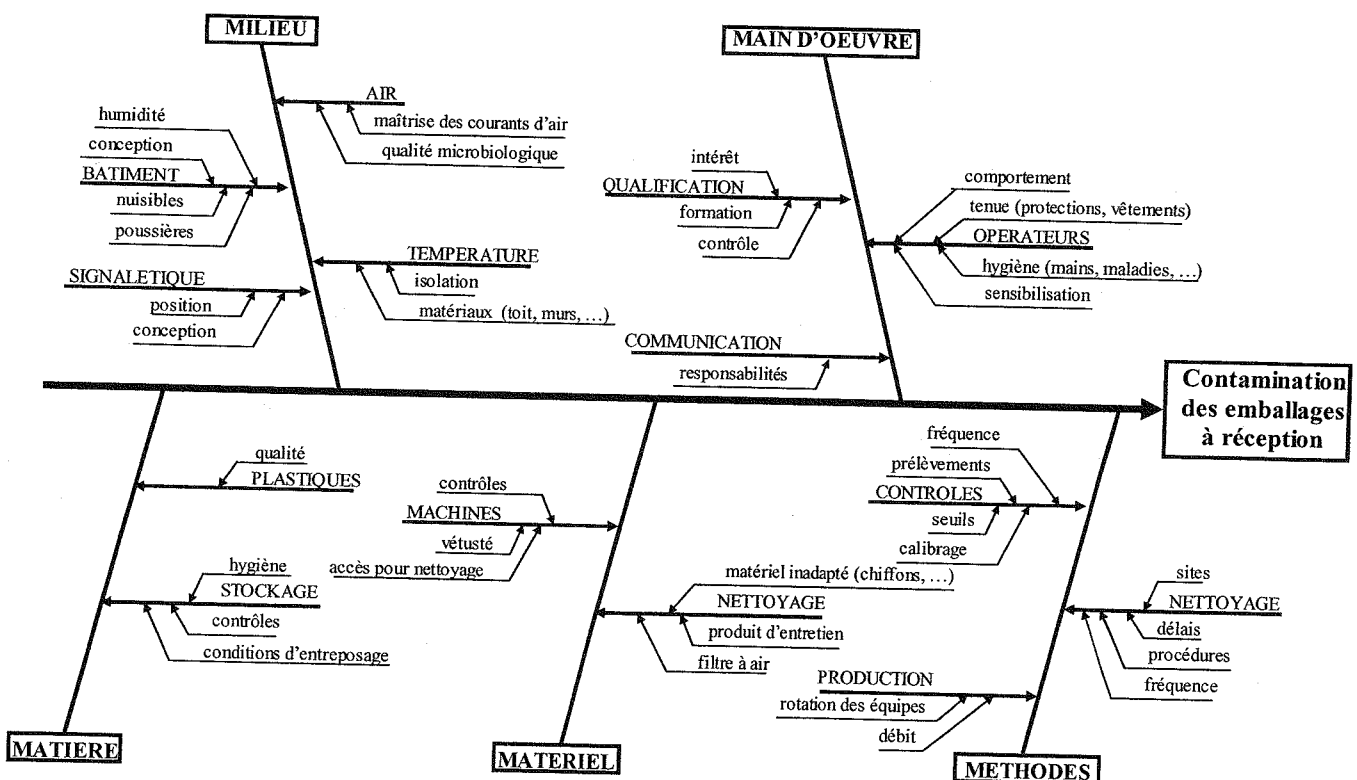 MILIEU
MAIN D'OEUVRE
AIR
maîtrise des courants d'air
qualité microbiologique
humidité
conception
BATIMENT
nuisibles
poussières
TEMPERATURE
isolation
matériaux (toit, murs, …)
SIGNALETIQUE
position
conception
intérêt
QUALIFICATION
formation
contrôle
comportement
tenue (protections, vêtements)
OPERATEURS
hygiène (mains, maladies, …)
sensibilisation
COMMUNICATION
responsabilités
Contamination
des emballages
à réception
qualité
PLASTIQUES
hygiène
STOCKAGE
contrôles
conditions d'entreposage
contrôles
MACHINES
vétusté
accès pour nettoyage
matériel inadapté (chiffons, …)
NETTOYAGE
produit d'entretien
filtre à air
fréquence
prélèvements
CONTROLES
seuils
calibrage
sites
NETTOYAGE
délais
procédures
fréquence
PRODUCTION
rotation des équipes
débit
MATIERE
MATERIEL
METHODES